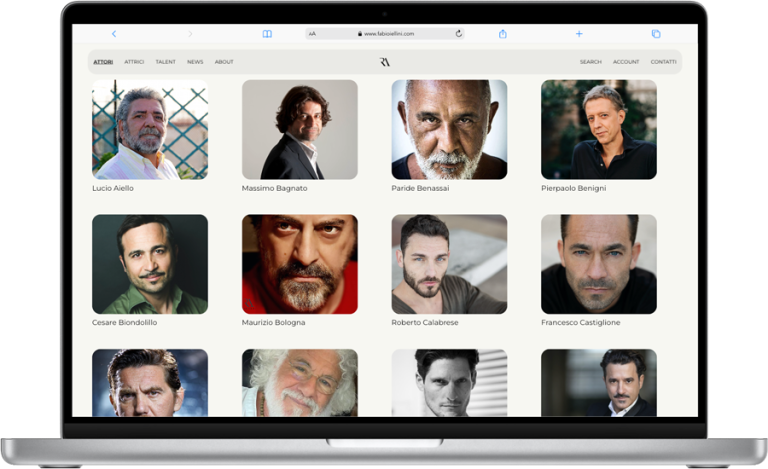 AA www.fabiosellini.com
ATTORI ATTRICI TALENT NEWS ABOUT SEARCH ACCOUNT CONTATTI
Lucio Aiello Massimo Bagnato Paride Benassai Pierpaolo Benigni
Cesare Biondolillo Maurizio Bologna Roberto Calabrese Francesco Castiglione